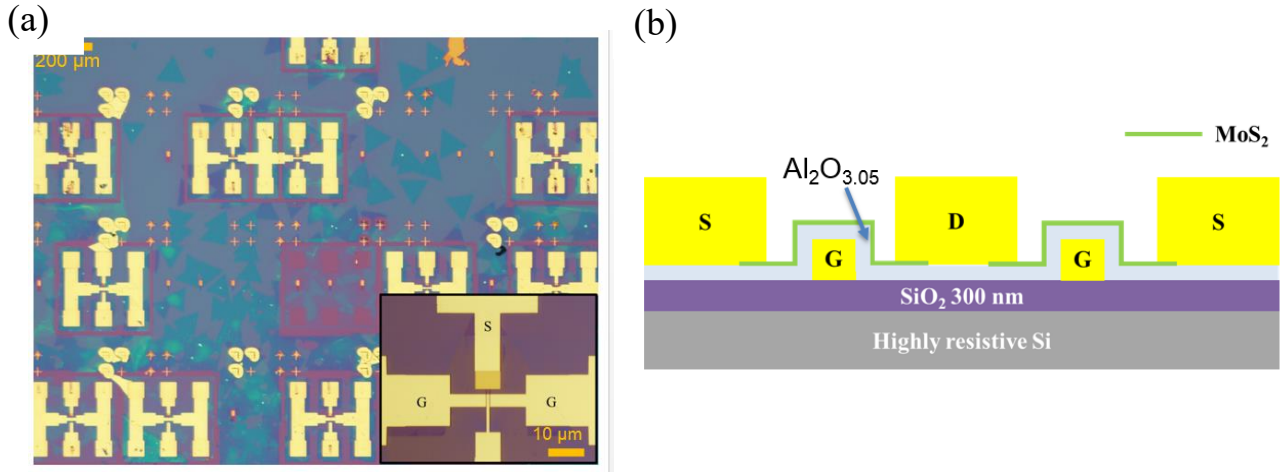 (a)
200 μm
S
G
G
10 μm
(b)
MoS₂
Al₂O₃.₀₅
S
D
S
G
G
SiO₂ 300 nm
Highly resistive Si